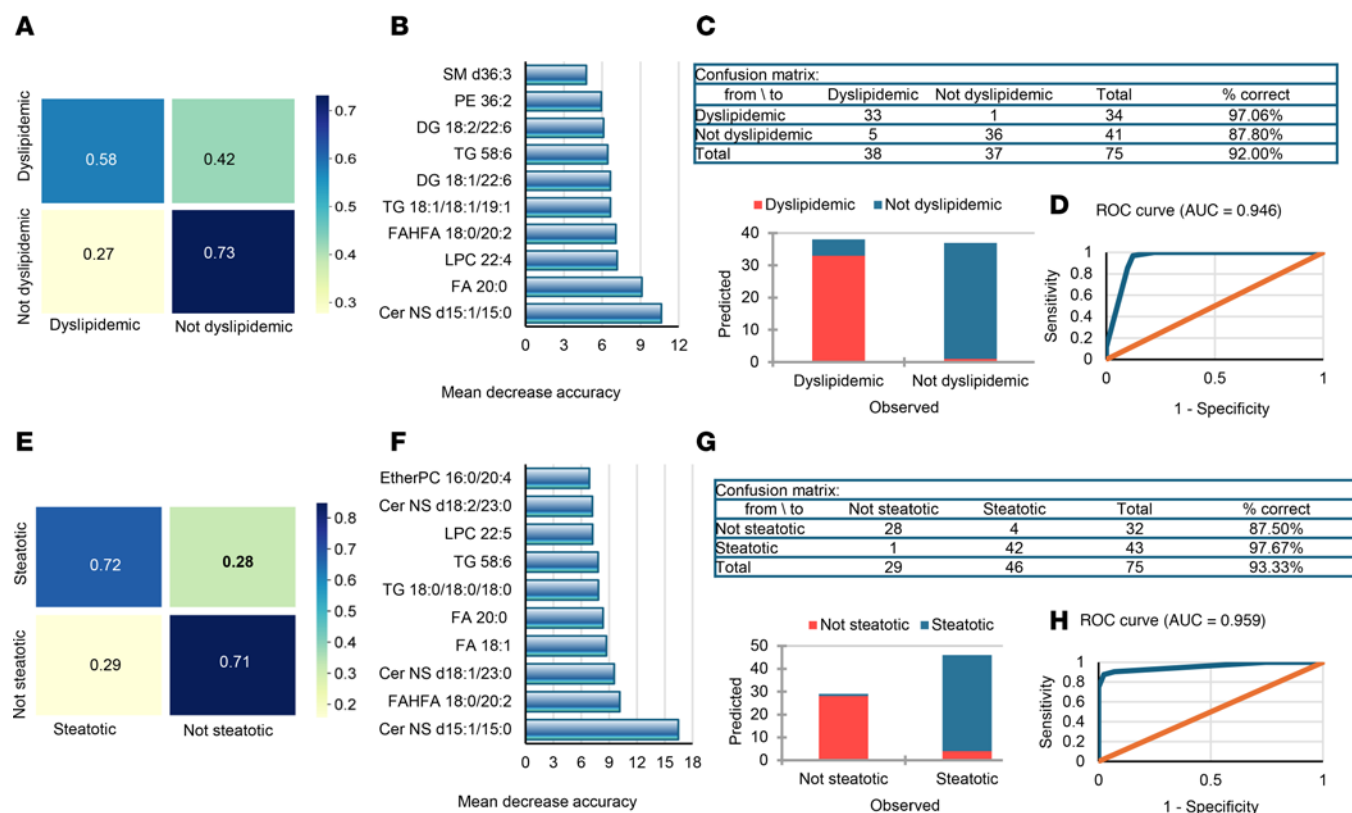 A
Dyslipidemic
Not dyslipidemic
0.58
0.42
0.27
0.73
Dyslipidemic
Not dyslipidemic
0.7
0.6
0.5
0.4
0.3
B
SM d36:3
PE 36:2
DG 18:2/22:6
TG 58:6
DG 18:1/22:6
TG 18:1/18:1/19:1
FAHFA 18:0/20:2
LPC 22:4
FA 20:0
Cer NS d15:1/15:0
0 3 6 9 12
Mean decrease accuracy
C
Confusion matrix:
from \ to Dyslipidemic Not dyslipidemic Total % correct
Dyslipidemic 33 1 34 97.06%
Not dyslipidemic 5 36 41 87.80%
Total 38 37 75 92.00%
Dyslipidemic Not dyslipidemic
Predicted
40
30
20
10
0
Dyslipidemic Not dyslipidemic
Observed
D
ROC curve (AUC = 0.946)
Sensitivity
1
0.8
0.6
0.4
0.2
0
0 0.5 1
1 - Specificity
E
Steatotic
Not steatotic
0.72
0.28
0.29
0.71
Steatotic
Not steatotic
0.8
0.7
0.6
0.5
0.4
0.3
0.2
F
EtherPC 16:0/20:4
Cer NS d18:2/23:0
LPC 22:5
TG 58:6
TG 18:0/18:0/18:0
FA 20:0
FA 18:1
Cer NS d18:1/23:0
FAHFA 18:0/20:2
Cer NS d15:1/15:0
0 3 6 9 12 15 18
Mean decrease accuracy
G
Confusion matrix:
from \ to Not steatotic Steatotic Total % correct
Not steatotic 28 4 32 87.50%
Steatotic 1 42 43 97.67%
Total 29 46 75 93.33%
Not steatotic Steatotic
Predicted
50
40
30
20
10
0
Not steatotic Steatotic
Observed
H
ROC curve (AUC = 0.959)
Sensitivity
1
0.8
0.6
0.4
0.2
0
0 0.5 1
1 - Specificity